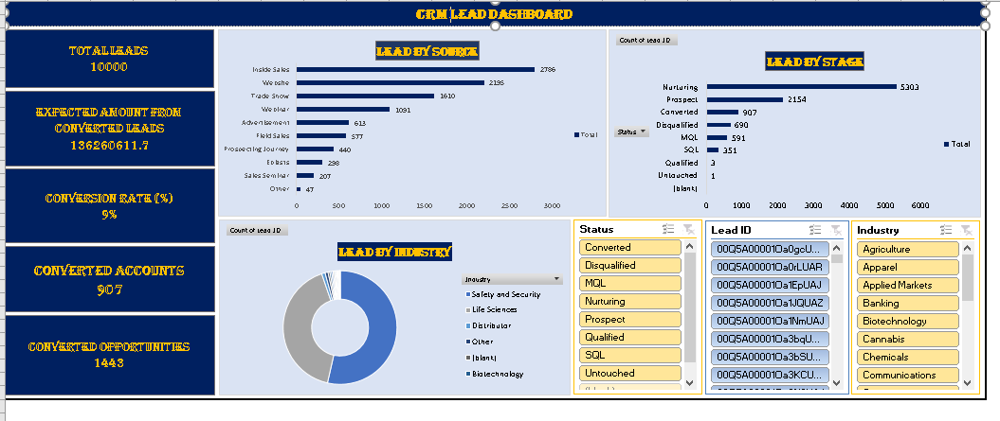 CRM LEAD DASHBOARD
TOTAL LEADS
10000
EXPECTED AMOUNT FROM
CONVERTED LEADS
136260611.7
CONVERSION RATE (%)
9%
CONVERTED ACCOUNTS
907
CONVERTED OPPORTUNITIES
1443
LEAD BY SOURCE
Inside Sales 2786
Website 2195
Trade Show 1610
Webinar 1091
Advertisement 613
Field Sales 577
Prospecting Journey 440
Eblasts 298
Sales Seminar 207
Other 47
0 500 1000 1500 2000 2500 3000
Total
Count of Lead ID
LEAD BY STAGE
Nurturing 5303
Prospect 2154
Converted 907
Disqualified 690
MQL 591
SQL 351
Qualified 3
Untouched 1
(blank)
0 1000 2000 3000 4000 5000 6000
Status
Total
Count of Lead ID
LEAD BY INDUSTRY
Industry
Safety and Security
Life Sciences
Distributor
Other
(blank)
Biotechnology
Status
Converted
Disqualified
MQL
Nurturing
Prospect
Qualified
SQL
Untouched
(blank)
Lead ID
00Q5A00001Oa0gcU...
00Q5A00001Oa0rLUAR
00Q5A00001Oa1EpUAJ
00Q5A00001Oa1JQUAZ
00Q5A00001Oa1NmUAJ
00Q5A00001Oa3bqU...
00Q5A00001Oa3bSU...
00Q5A00001Oa3KCU...
Industry
Agriculture
Apparel
Applied Markets
Banking
Biotechnology
Cannabis
Chemicals
Communications